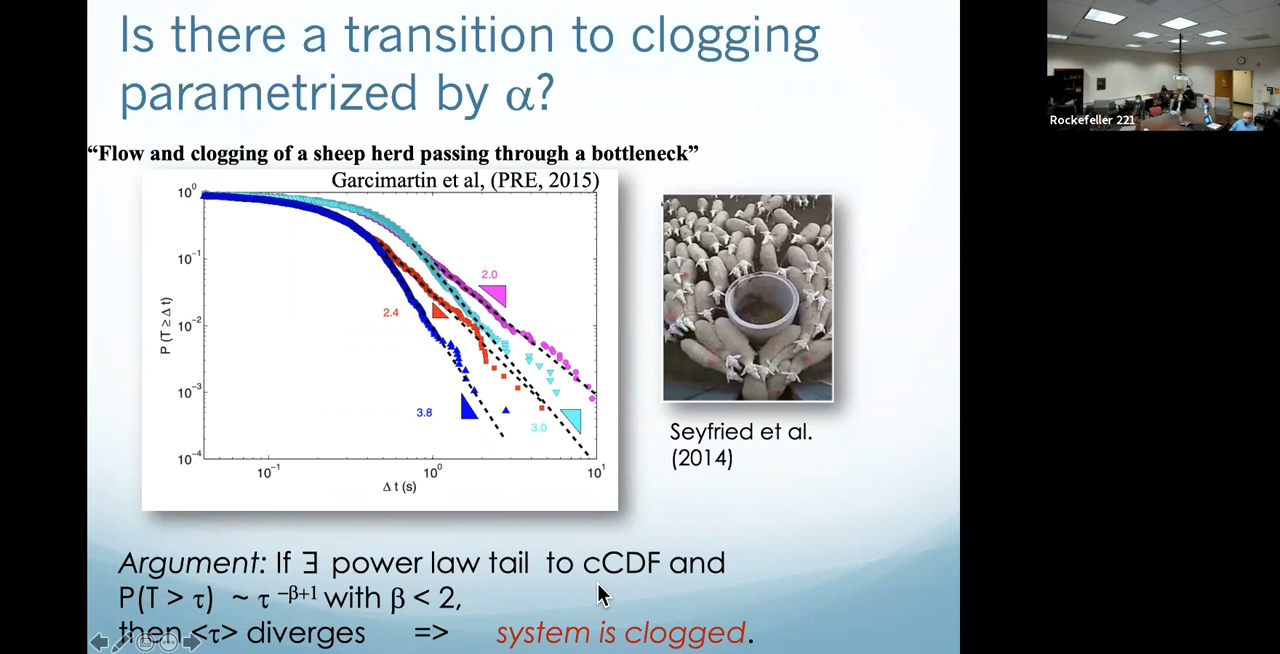 Is there a transition to clogging
parametrized by α?
“Flow and clogging of a sheep herd passing through a bottleneck”
Garcimartin et al, (PRE, 2015)
10⁰
10⁻¹
10⁻²
10⁻³
10⁻⁴
P (T ≥ Δ t)
2.0
2.4
3.8
3.0
10⁻¹
10⁰
10¹
Δ t (s)
Seyfried et al.
(2014)
Argument: If ∃ power law tail to cCDF and
P(T > τ) ~ τ ⁻ᵝ⁺¹ with β < 2,
then <τ> diverges => system is clogged.
Rockefeller 221